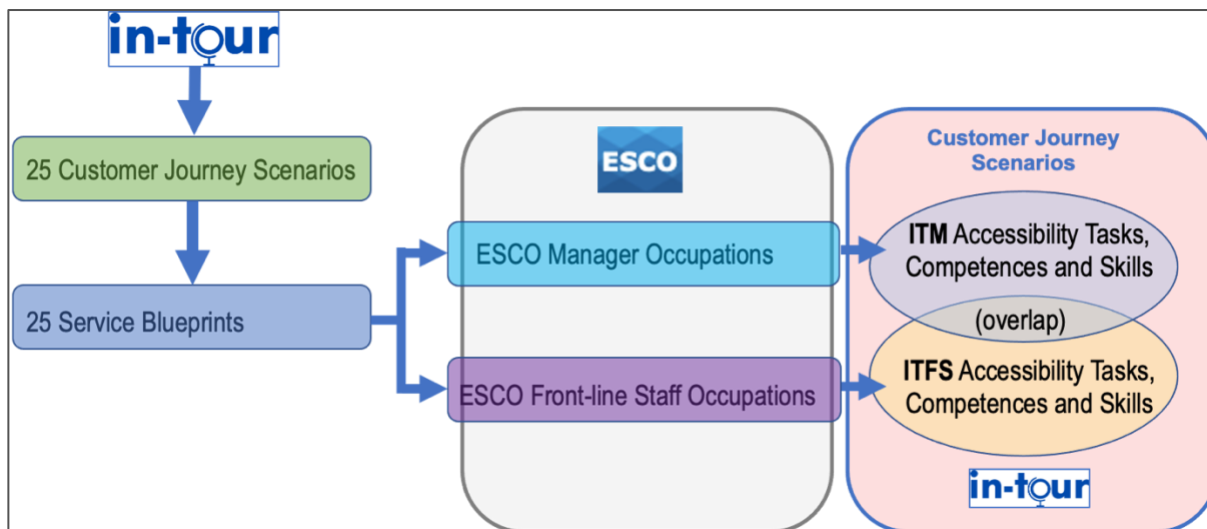 in-tour
25 Customer Journey Scenarios
25 Service Blueprints
ESCO
ESCO Manager Occupations
ESCO Front-line Staff Occupations
Customer Journey
Scenarios
ITM Accessibility Tasks,
Competences and Skills
(overlap)
ITFS Accessibility Tasks,
Competences and Skills
in-tour